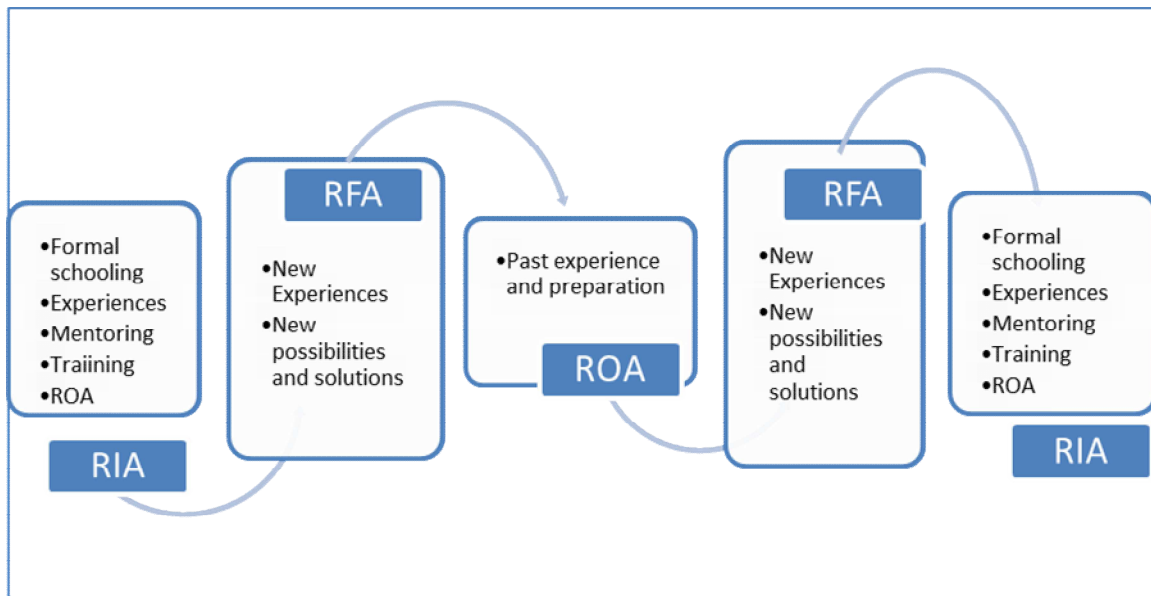 •Formal
schooling
•Experiences
•Mentoring
•Traiining
•ROA
RIA
RFA
•New
Experiences
•New
possibilities
and solutions
•Past experience
and preparation
ROA
RFA
•New
Experiences
•New
possibilities
and
solutions
•Formal
schooling
•Experiences
•Mentoring
•Training
•ROA
RIA